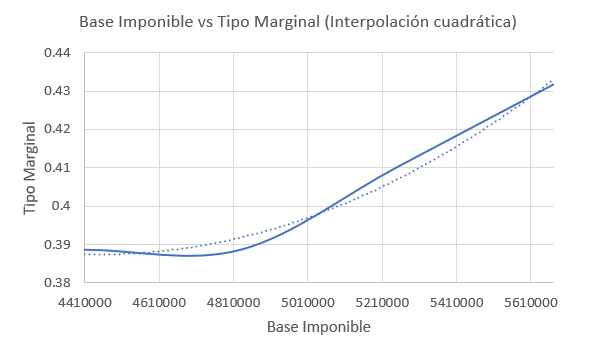 Base Imponible vs Tipo Marginal (Interpolación cuadrática)
0.44
0.43
0.42
0.41
0.4
0.39
0.38
Tipo Marginal
4410000 4610000 4810000 5010000 5210000 5410000 5610000
Base Imponible